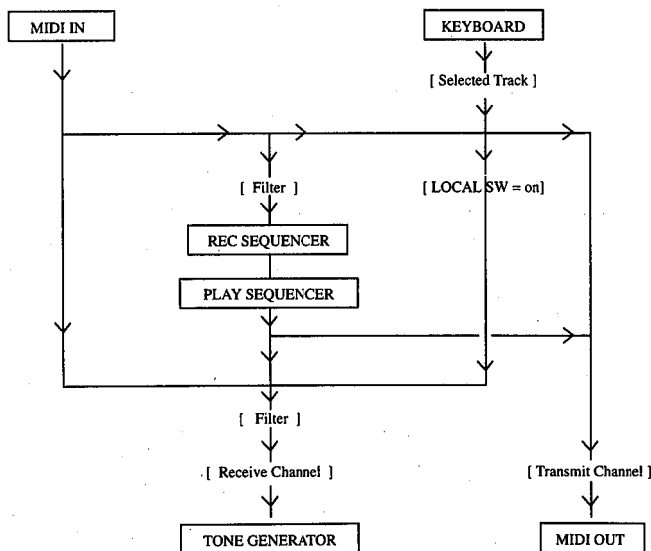 MIDI IN
KEYBOARD
[ Selected Track ]
[ Filter ]
[ LOCAL SW = on]
REC SEQUENCER
PLAY SEQUENCER
[ Filter ]
[ Receive Channel ]
[ Transmit Channel ]
TONE GENERATOR
MIDI OUT